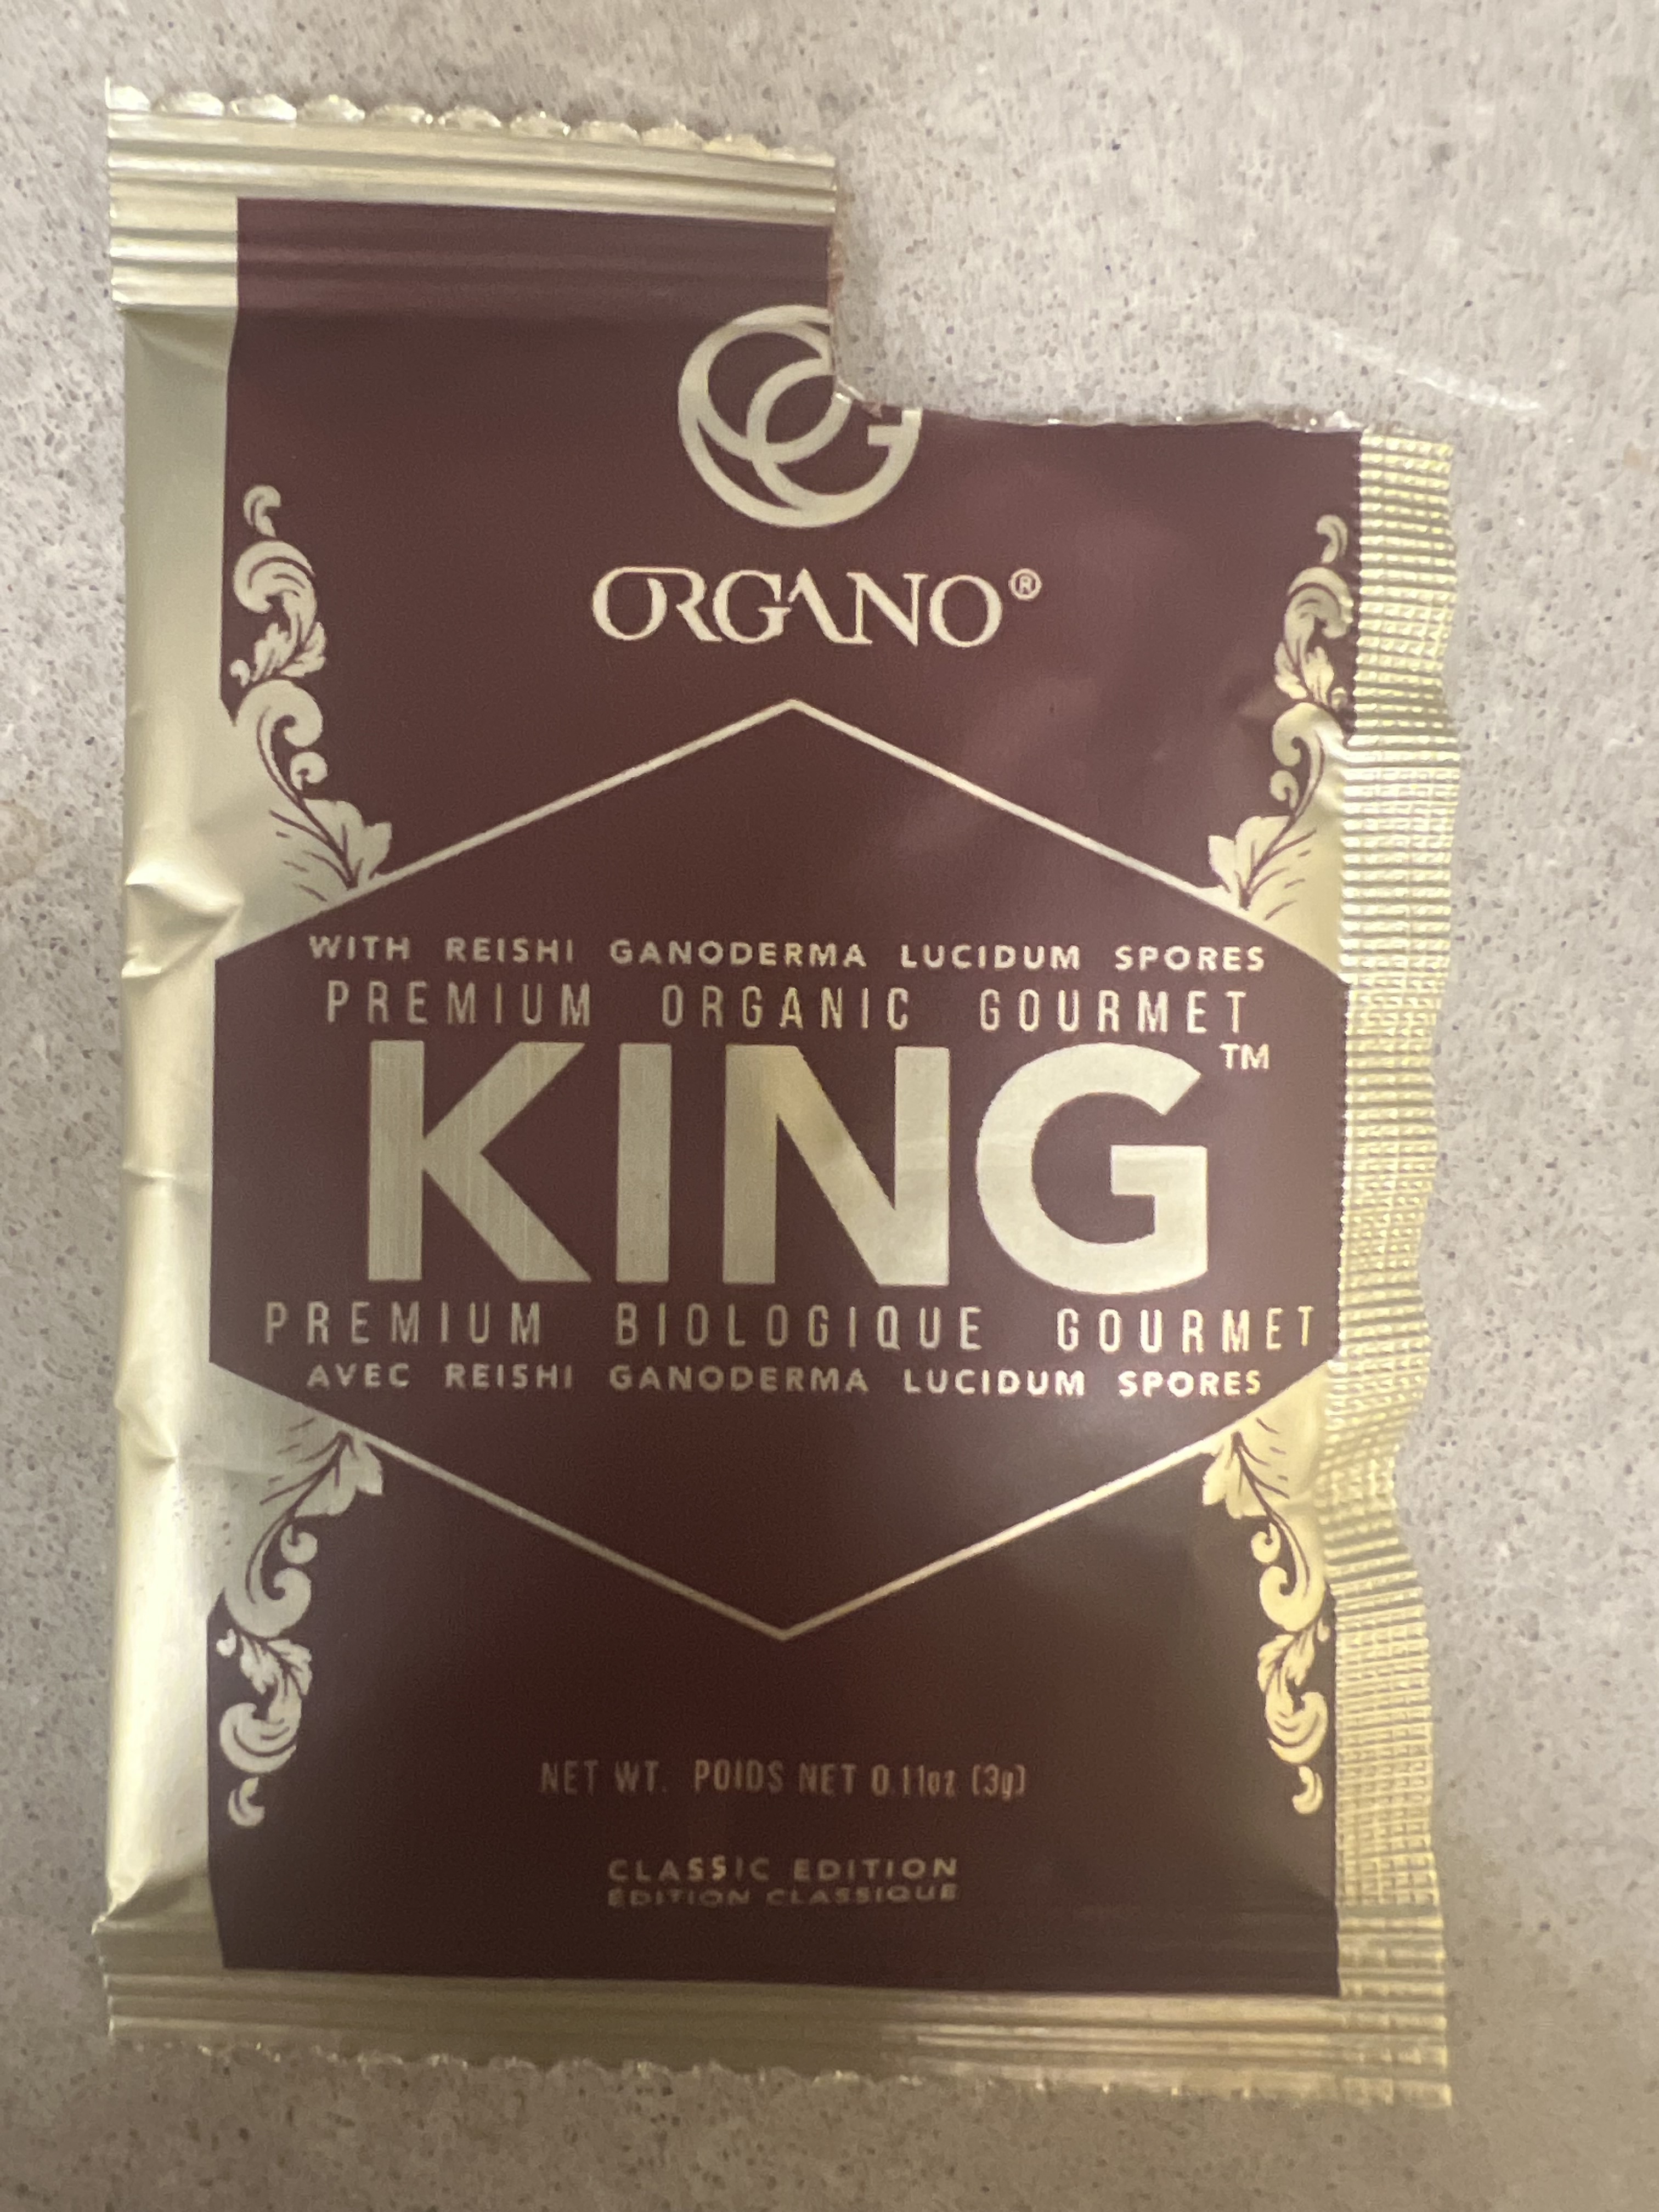 ORGANO®
WITH REISHI GANODERMA LUCIDUM SPORES
PREMIUM ORGANIC GOURMET
KING™
PREMIUM BIOLOGIQUE GOURMET
AVEC REISHI GANODERMA LUCIDUM SPORES
NET WT. POIDS NET 0.11oz (3g)
CLASSIC EDITION
ÉDITION CLASSIQUE